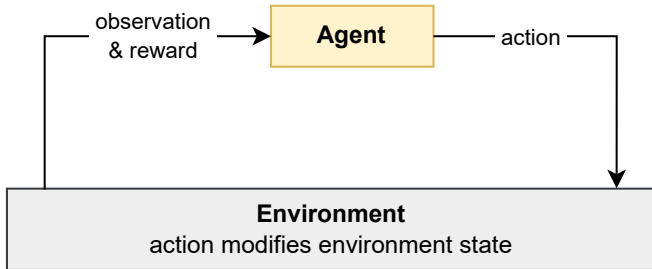 observation
& reward
Agent
action
Environment
action modifies environment state